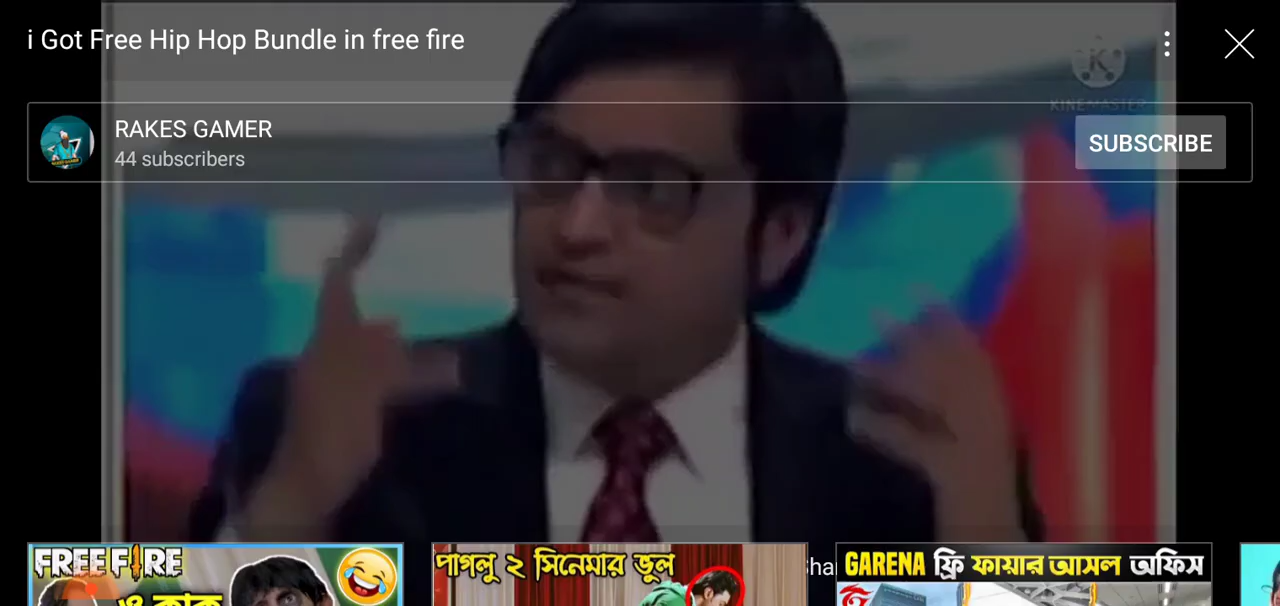 i Got Free Hip Hop Bundle in free fire
KINEMASTER
RAKES GAMER
44 subscribers
SUBSCRIBE
FREE FIRE
পাগলু ২ সিনেমার ভুল
Sha
GARENA ফ্রি ফায়ার আসল অফিস